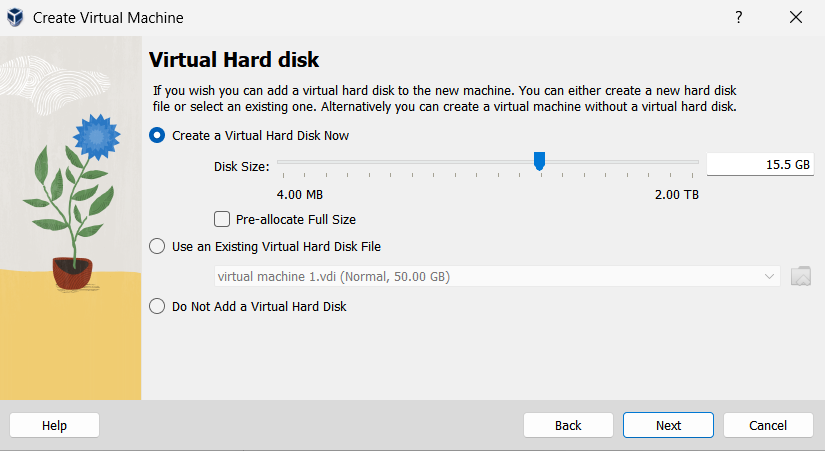 Create Virtual Machine
?
Virtual Hard disk
If you wish you can add a virtual hard disk to the new machine. You can either create a new hard disk
file or select an existing one. Alternatively you can create a virtual machine without a virtual hard disk.
Create a Virtual Hard Disk Now
Disk Size: 15.5 GB
4.00 MB 2.00 TB
Pre-allocate Full Size
Use an Existing Virtual Hard Disk File
virtual machine 1.vdi (Normal, 50.00 GB)
Do Not Add a Virtual Hard Disk
Help Back Next Cancel